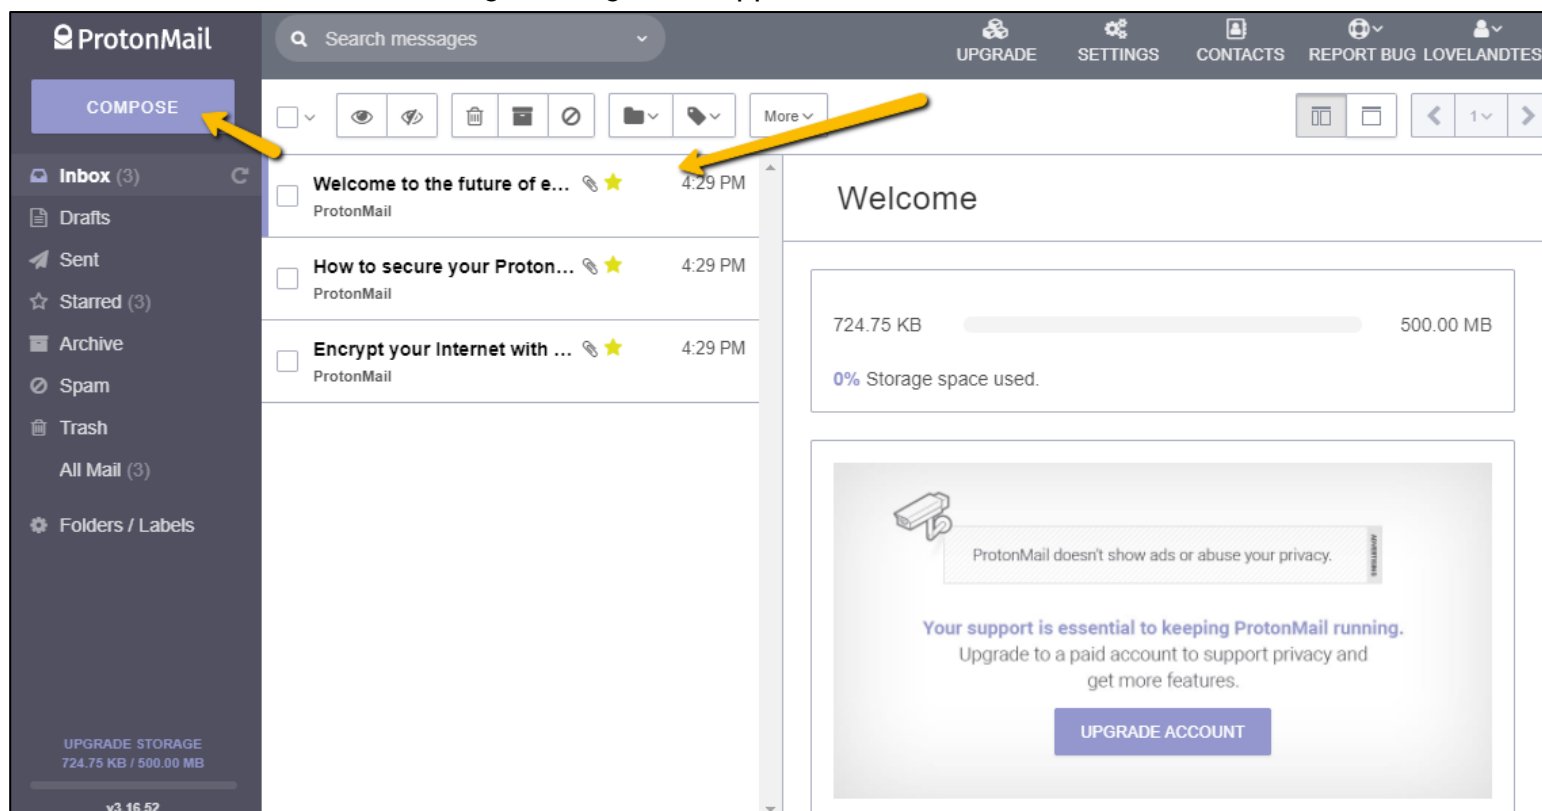 ProtonMail
Search messages
UPGRADE
SETTINGS
CONTACTS
REPORT BUG
LOVELANDTES
COMPOSE
More
1
Inbox (3)
Drafts
Sent
Starred (3)
Archive
Spam
Trash
All Mail (3)
Folders / Labels
UPGRADE STORAGE
724.75 KB / 500.00 MB
v3.16.52
Welcome to the future of e... 4:29 PM
ProtonMail
How to secure your Proton... 4:29 PM
ProtonMail
Encrypt your Internet with ... 4:29 PM
ProtonMail
Welcome
724.75 KB 500.00 MB
0% Storage space used.
ProtonMail doesn't show ads or abuse your privacy.
Your support is essential to keeping ProtonMail running.
Upgrade to a paid account to support privacy and
get more features.
UPGRADE ACCOUNT